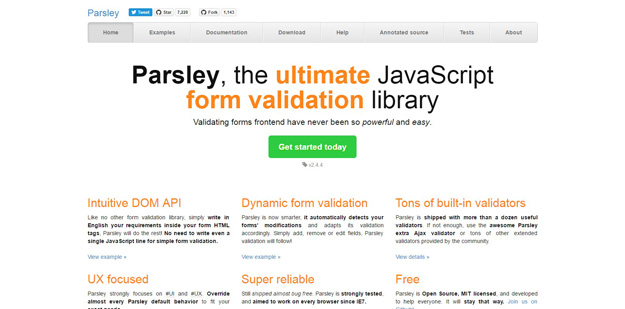 Parsley Tweet Star 7,226 Fork 1,143
Home Examples Documentation Download Help Annotated source Tests About
Parsley, the ultimate JavaScript
form validation library
Validating forms frontend have never been so powerful and easy.
Get started today
v2.4.4
Intuitive DOM API
Like no other form validation library, simply write in
English your requirements inside your form HTML
tags, Parsley will do the rest! No need to write even a
single JavaScript line for simple form validation.
View example »
Dynamic form validation
Parsley is now smarter, it automatically detects your
forms' modifications and adapts its validation
accordingly. Simply add, remove or edit fields, Parsley
validation will follow!
View example »
Tons of built-in validators
Parsley is shipped with more than a dozen useful
validators. If not enough, use the awesome Parsley
extra Ajax validator or tons of other extended
validators provided by the community.
View details »
UX focused
Parsley strongly focuses on #UI and #UX. Override
almost every Parsley default behavior to fit your
Super reliable
Still shipped almost bug free. Parsley is strongly tested,
and aimed to work on every browser since IE7.
Free
Parsley is Open Source, MIT licensed, and developed
to help everyone. It will stay that way. Join us on